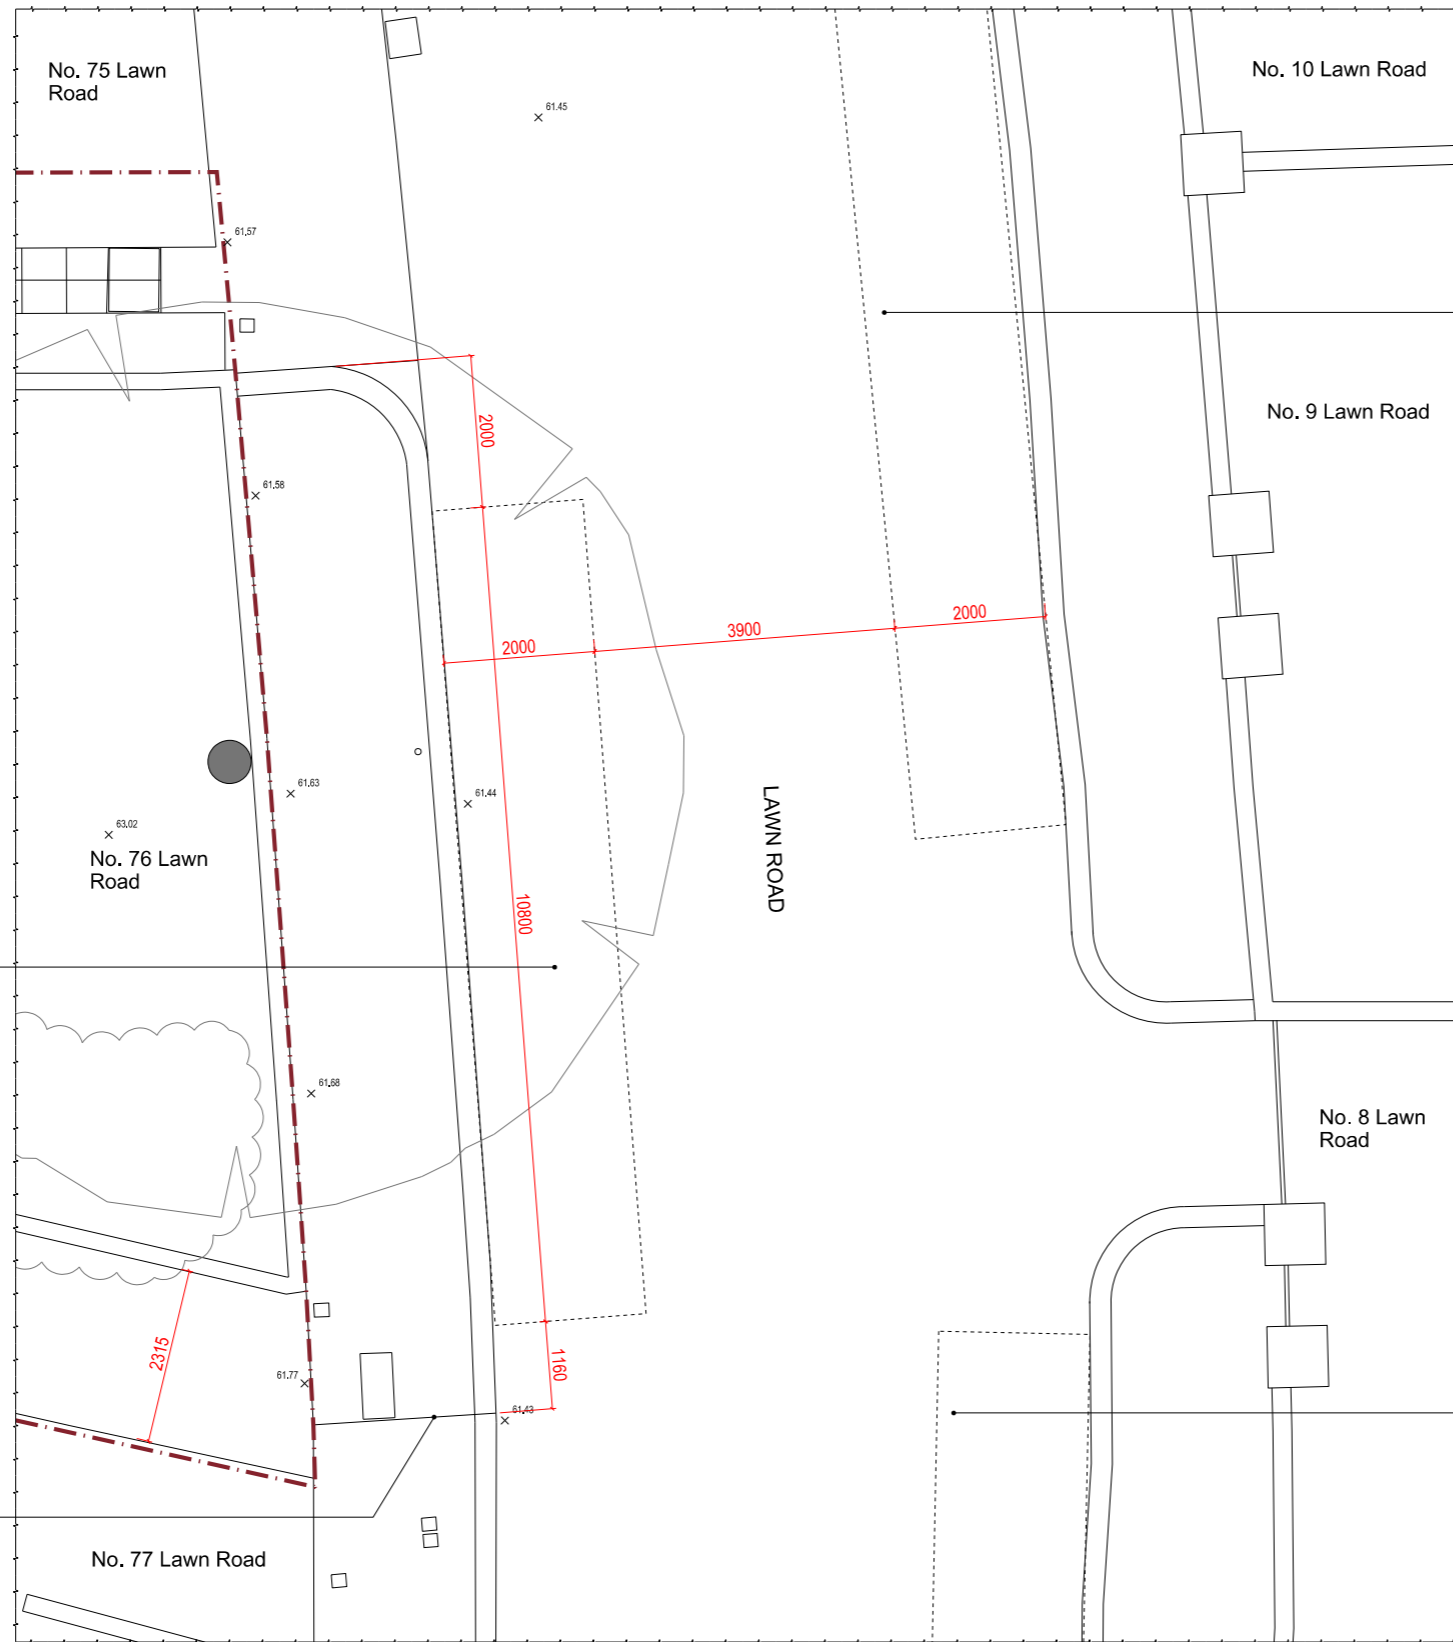 No. 75 Lawn
Road
No. 10 Lawn Road
61.45
61.57
No. 9 Lawn Road
2000
61.58
2000
3900
2000
61.63
61.44
LAWN ROAD
63.02
No. 76 Lawn
Road
10800
61.68
No. 8 Lawn
Road
2315
1160
61.77
61.43
No. 77 Lawn Road